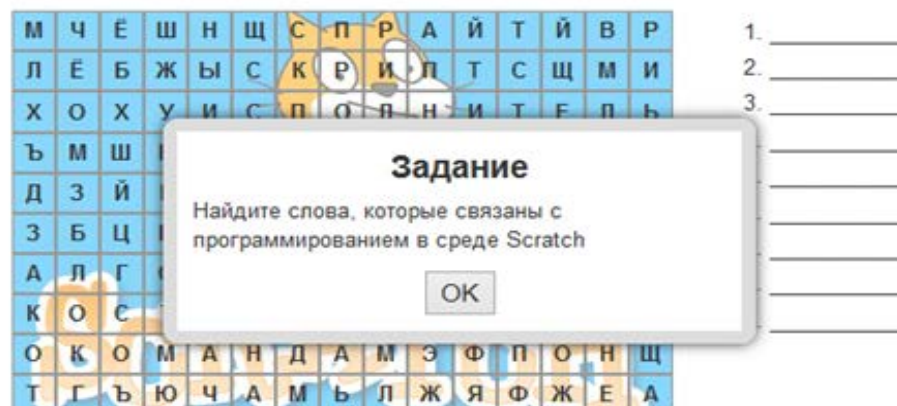 М Ч Ё Ш Н Щ С П Р А Й Т Й В Р
Л Ё Б Ж Ы С К Р И П Т С Щ М И
Х О Х У И С П О Л Н И Т Е Л Ь
Ъ М Ш
Д З Й
З Б Ц
А Л Г
К О С
О К О М А Н Д А М Э Ф П О Н Щ
Т Г Ъ Ю Ч А М Ь Л Ж Я Ф Ж Е А
Задание
Найдите слова, которые связаны с
программированием в среде Scratch
OK
1.
2.
3.